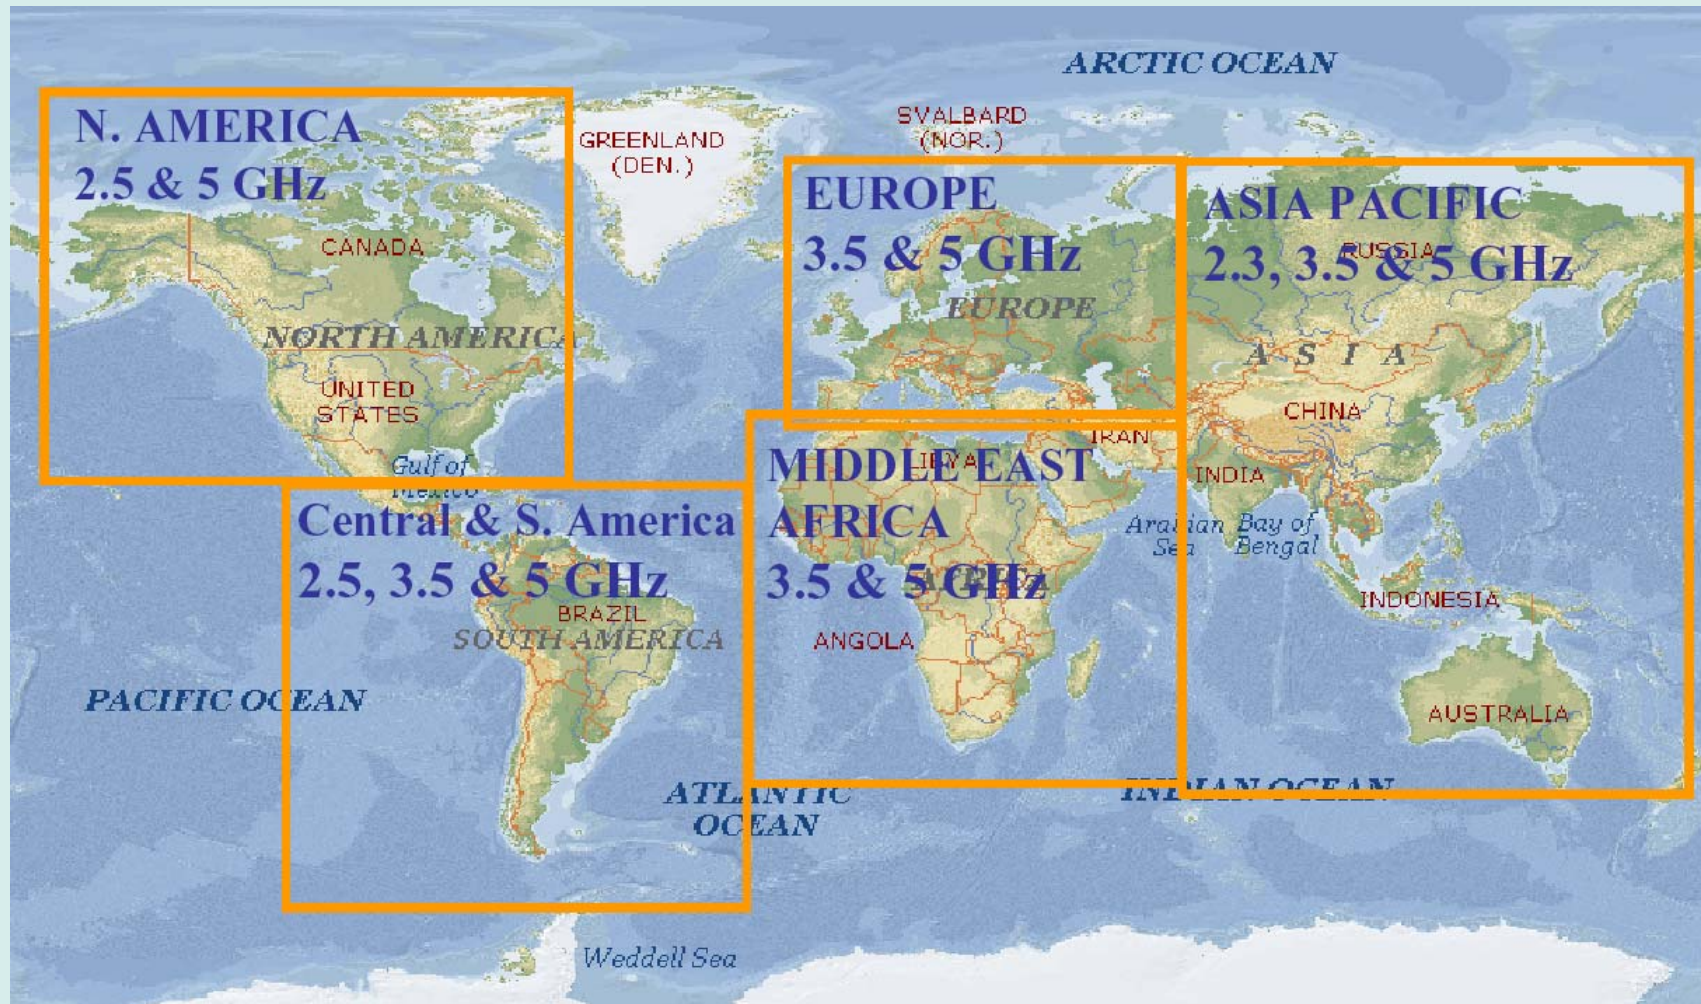 ARCTIC OCEAN
N. AMERICA
2.5 & 5 GHz
GREENLAND
(DEN.)
SVALBARD
(NOR.)
EUROPE
3.5 & 5 GHz
ASIA PACIFIC
2.3, 3.5 & 5 GHz
RUSSIA
CANADA
EUROPE
NORTH AMERICA
ASIA
UNITED
STATES
CHINA
IRAN
Gulf of
Mexico
MIDDLE EAST
AFRICA
3.5 & 5 GHz
LIBYA
INDIA
Central & S. America
2.5, 3.5 & 5 GHz
Arabian
Sea
Bay of
Bengal
AFRICA
BRAZIL
SOUTH AMERICA
ANGOLA
INDONESIA
PACIFIC OCEAN
AUSTRALIA
ATLANTIC
OCEAN
INDIAN OCEAN
Weddell Sea